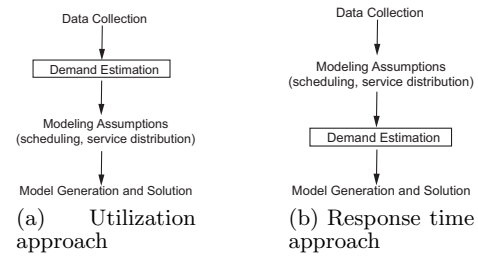 Data Collection
Demand Estimation
Modeling Assumptions
(scheduling, service distribution)
Model Generation and Solution
(a) Utilization
approach
Data Collection
Modeling Assumptions
(scheduling, service distribution)
Demand Estimation
Model Generation and Solution
(b) Response time
approach